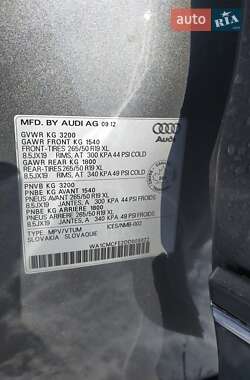 AUTO.RIA
MFD. BY AUDI AG 09.12
GVWR KG 3200
GAWR FRONT KG 1540
FRONT-TIRES 265/50 R19 XL
8.5JX19 RIMS, AT 300 KPA 44 PSI COLD
GAWR REAR KG 1800
REAR-TIRES 265/50 R19 XL
8.5JX19 RIMS, AT 340 KPA 49 PSI COLD
Audi
PNVB KG 3200
PNBE KG AVANT 1540
PNEUS AVANT 265/50 R19 XL
8.5JX19 JANTES, A 300 KPA 44 PSI FROID
PNBE KG ARRIERE 1800
PNEUS ARRIERE 265/50 R19 XL
8.5JX19 JANTES, A 340 KPA 49 PSI FROID
TYPE MPV/VTUM ICES/NMB-002
SLOVAKIA SLOVAQUIE